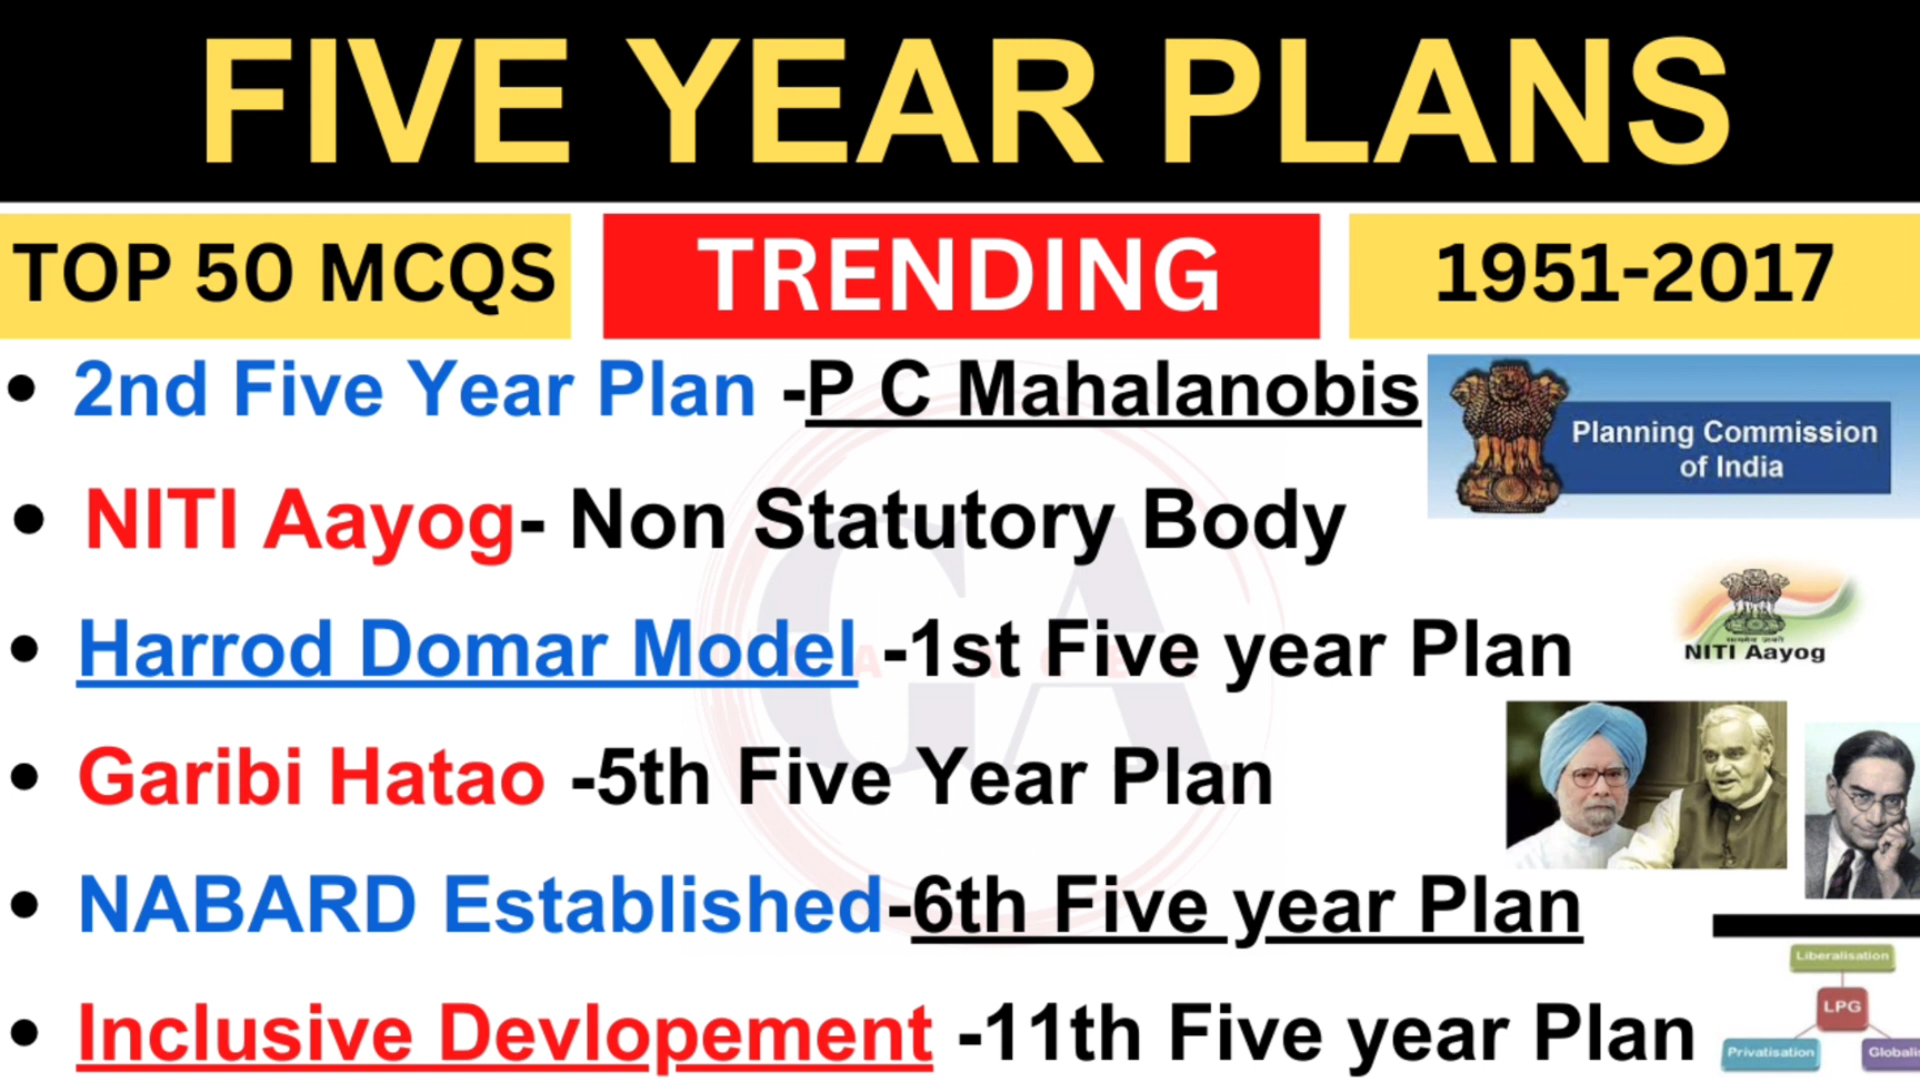 FIVE YEAR PLANS
TOP 50 MCQS
TRENDING
1951-2017
• 2nd Five Year Plan -P C Mahalanobis
• NITI Aayog- Non Statutory Body
• Harrod Domar Model -1st Five year Plan
• Garibi Hatao -5th Five Year Plan
• NABARD Established-6th Five year Plan
• Inclusive Devlopement -11th Five year Plan
Planning Commission
of India
NITI Aayog
Liberalisation
LPG
Privatisation
GA